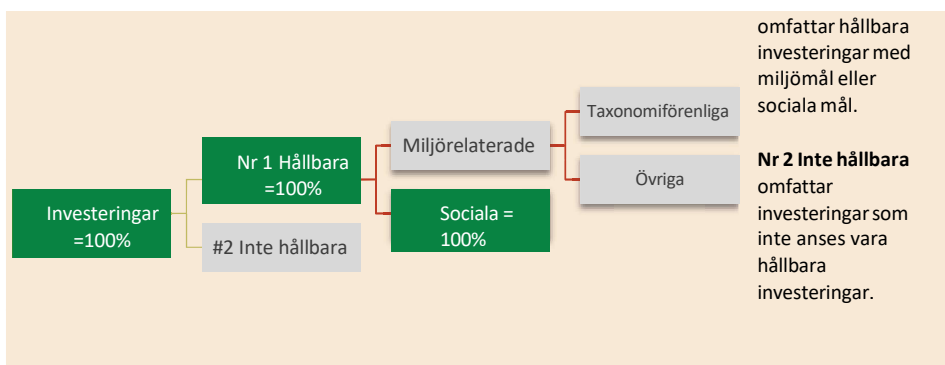 Investeringar
=100%
Nr 1 Hållbara
=100%
#2 Inte hållbara
Miljörelaterade
Sociala =
100%
Taxonomiförenliga
Övriga
omfattar hållbara
investeringar med
miljömål eller
sociala mål.
Nr 2 Inte hållbara
omfattar
investeringar som
inte anses vara
hållbara
investeringar.